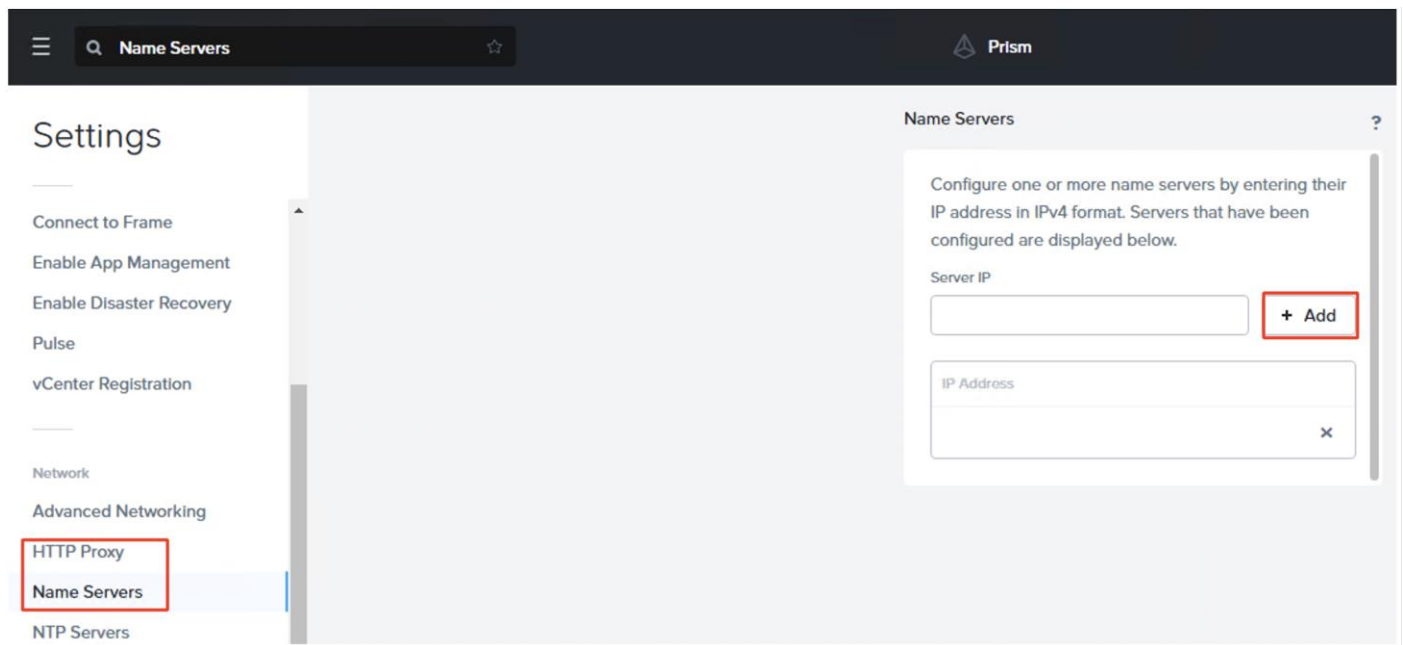 Name Servers
Prism
Settings
Connect to Frame
Enable App Management
Enable Disaster Recovery
Pulse
vCenter Registration
Network
Advanced Networking
HTTP Proxy
Name Servers
NTP Servers
Name Servers
?
Configure one or more name servers by entering their
IP address in IPv4 format. Servers that have been
configured are displayed below.
Server IP
+ Add
IP Address
×